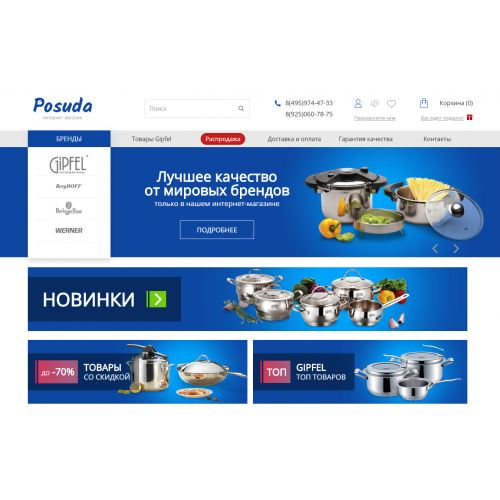 Posuda
интернет магазин
Поиск
8(495)974-47-33
8(925)060-78-75
Перезвоните мне
Корзина (0)
Вас ждет подарок!
БРЕНДЫ
Товары Gipfel
Распродажа
Доставка и оплата
Гарантия качества
Контакты
GIPFEL
INTERNATIONAL
BergHOFF
WERNER
Лучшее качество
от мировых брендов
только в нашем интернет-магазине
ПОДРОБНЕЕ
НОВИНКИ
до -70%
ТОВАРЫ
СО СКИДКОЙ
ТОП
GIPFEL
ТОП ТОВАРОВ